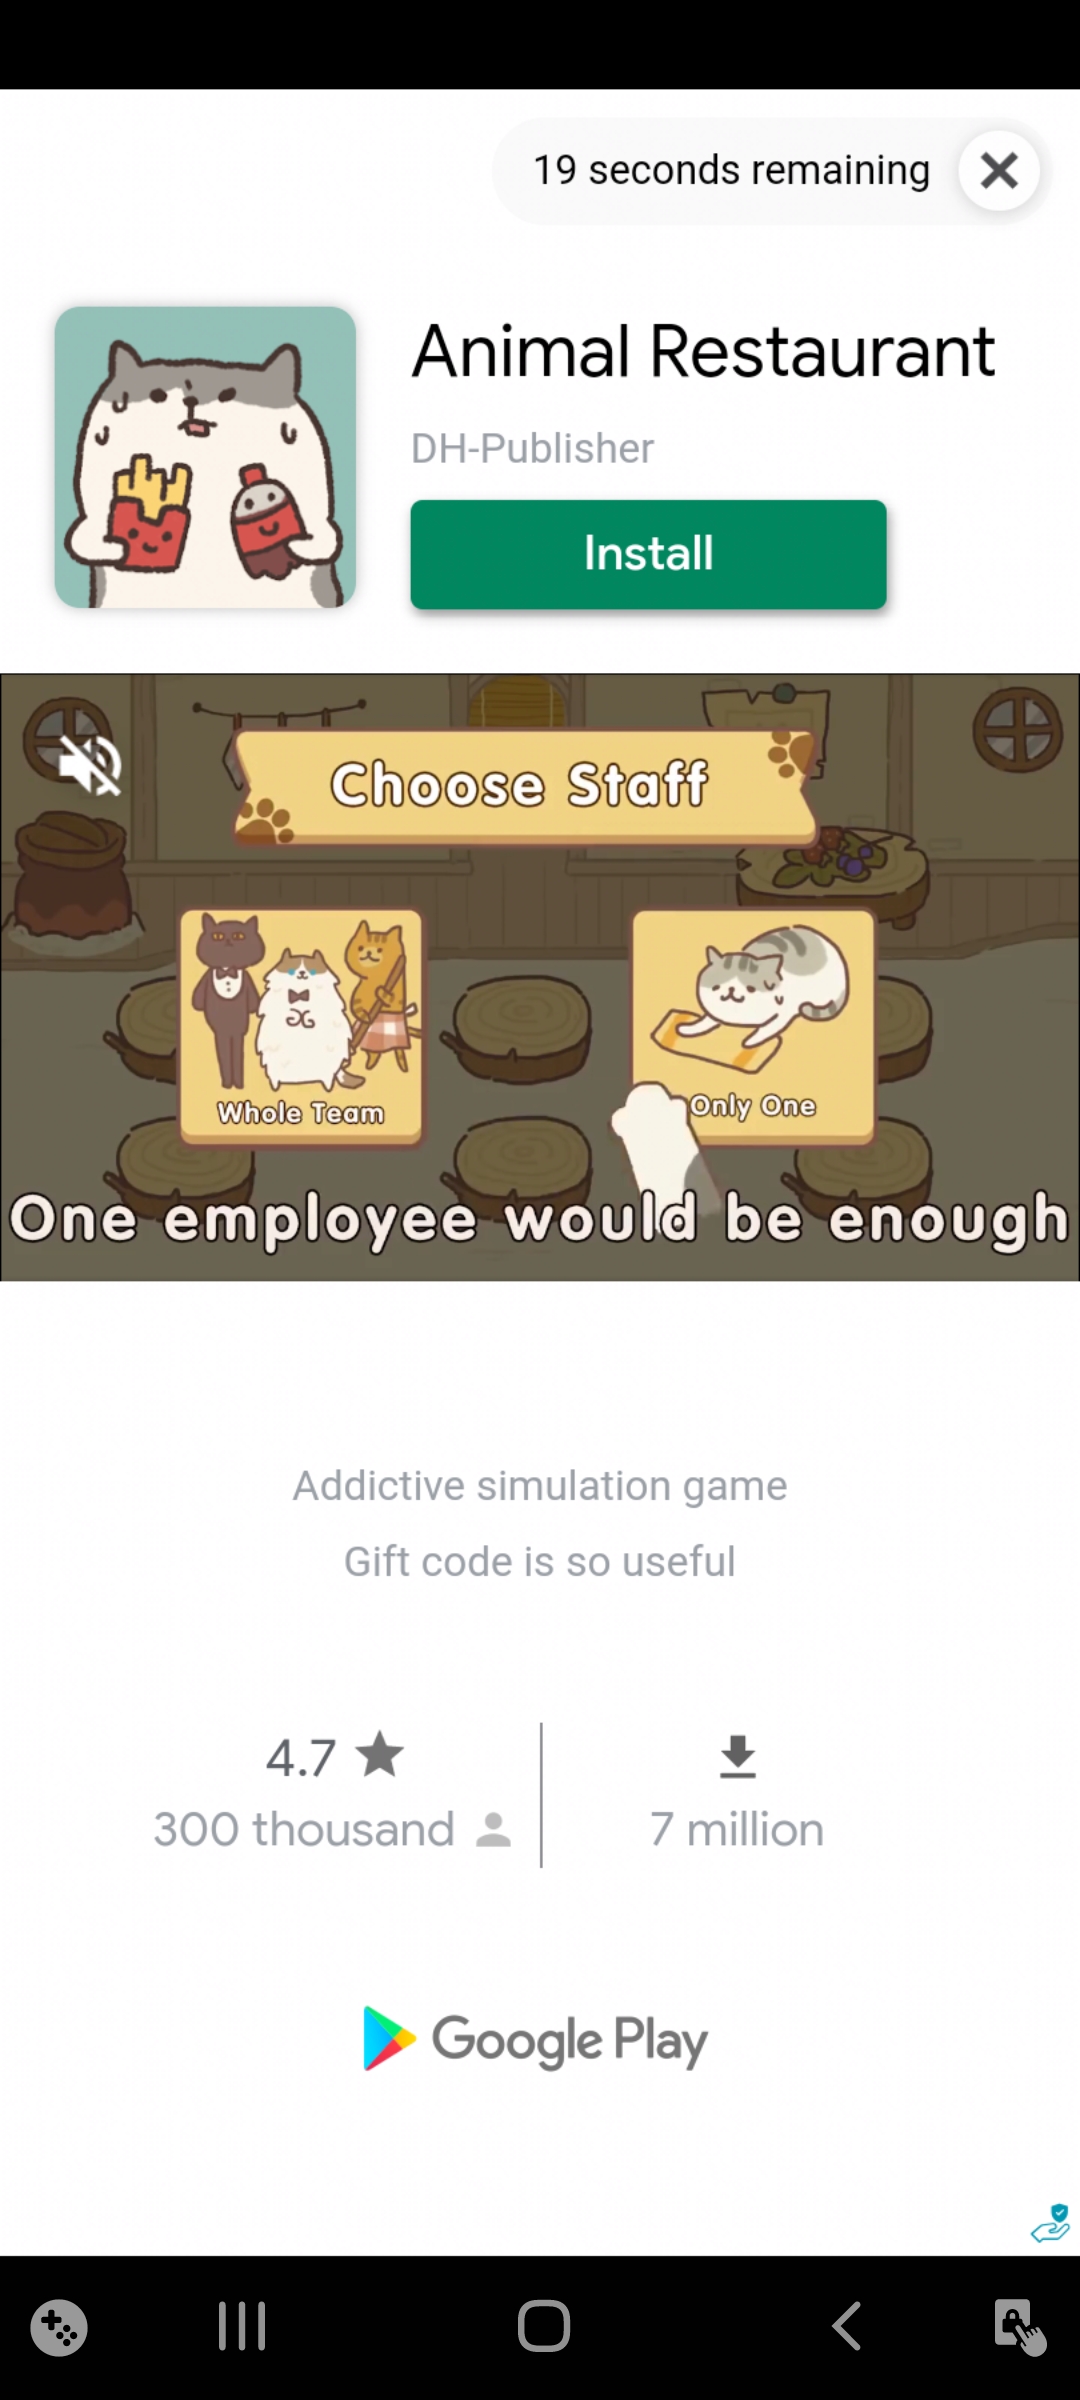 19 seconds remaining
Animal Restaurant
DH-Publisher
Install
Choose Staff
Whole Team
Only One
One employee would be enough
Addictive simulation game
Gift code is so useful
4.7
300 thousand
7 million
Google Play